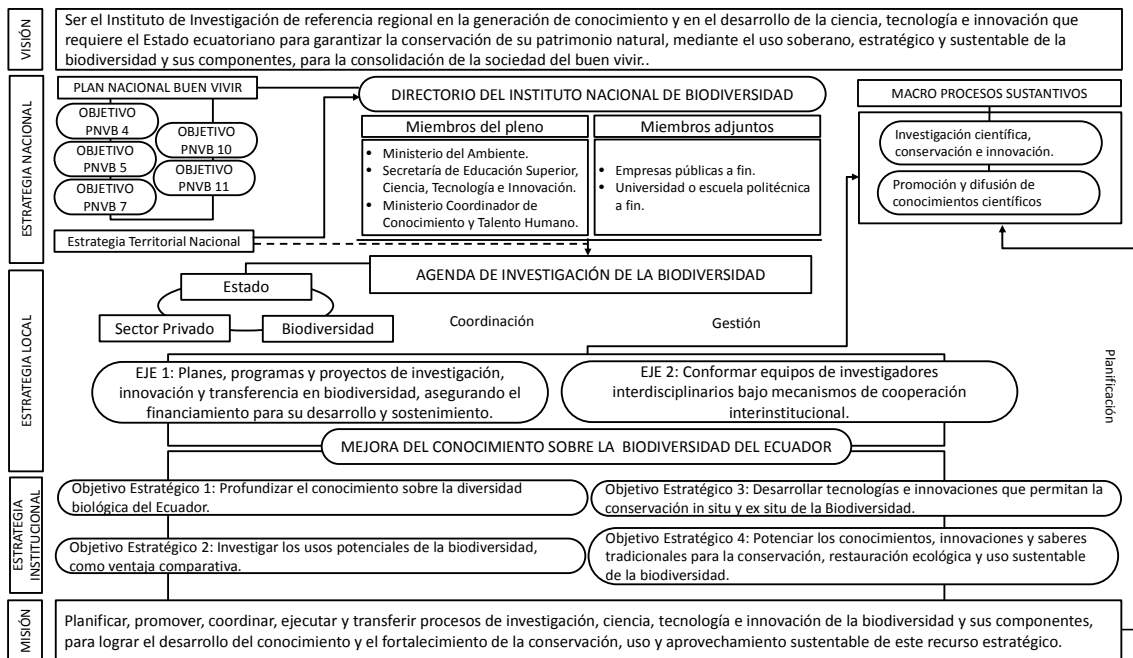 VISIÓN
Ser el Instituto de Investigación de referencia regional en la generación de conocimiento y en el desarrollo de la ciencia, tecnología e innovación que
requiere el Estado ecuatoriano para garantizar la conservación de su patrimonio natural, mediante el uso soberano, estratégico y sustentable de la
biodiversidad y sus componentes, para la consolidación de la sociedad del buen vivir..
ESTRATEGIA NACIONAL
PLAN NACIONAL BUEN VIVIR
OBJETIVO
PNVB 4
OBJETIVO
PNVB 5
OBJETIVO
PNVB 7
OBJETIVO
PNVB 10
OBJETIVO
PNVB 11
Estrategia Territorial Nacional
DIRECTORIO DEL INSTITUTO NACIONAL DE BIODIVERSIDAD
Miembros del pleno
• Ministerio del Ambiente.
• Secretaría de Educación Superior,
Ciencia, Tecnología e Innovación.
• Ministerio Coordinador de
Conocimiento y Talento Humano.
Miembros adjuntos
• Empresas públicas a fin.
• Universidad o escuela politécnica
a fin.
MACRO PROCESOS SUSTANTIVOS
Investigación científica,
conservación e innovación.
Promoción y difusión de
conocimientos científicos
ESTRATEGIA LOCAL
AGENDA DE INVESTIGACIÓN DE LA BIODIVERSIDAD
Estado
Sector Privado
Biodiversidad
Coordinación
Gestión
Planificación
EJE 1: Planes, programas y proyectos de investigación,
innovación y transferencia en biodiversidad, asegurando el
financiamiento para su desarrollo y sostenimiento.
EJE 2: Conformar equipos de investigadores
interdisciplinarios bajo mecanismos de cooperación
interinstitucional.
MEJORA DEL CONOCIMIENTO SOBRE LA BIODIVERSIDAD DEL ECUADOR
ESTRATEGIA
INSTITUCIONAL
Objetivo Estratégico 1: Profundizar el conocimiento sobre la diversidad
biológica del Ecuador.
Objetivo Estratégico 2: Investigar los usos potenciales de la biodiversidad,
como ventaja comparativa.
Objetivo Estratégico 3: Desarrollar tecnologías e innovaciones que permitan la
conservación in situ y ex situ de la Biodiversidad.
Objetivo Estratégico 4: Potenciar los conocimientos, innovaciones y saberes
tradicionales para la conservación, restauración ecológica y uso sustentable
de la biodiversidad.
MISIÓN
Planificar, promover, coordinar, ejecutar y transferir procesos de investigación, ciencia, tecnología e innovación de la biodiversidad y sus componentes,
para lograr el desarrollo del conocimiento y el fortalecimiento de la conservación, uso y aprovechamiento sustentable de este recurso estratégico.